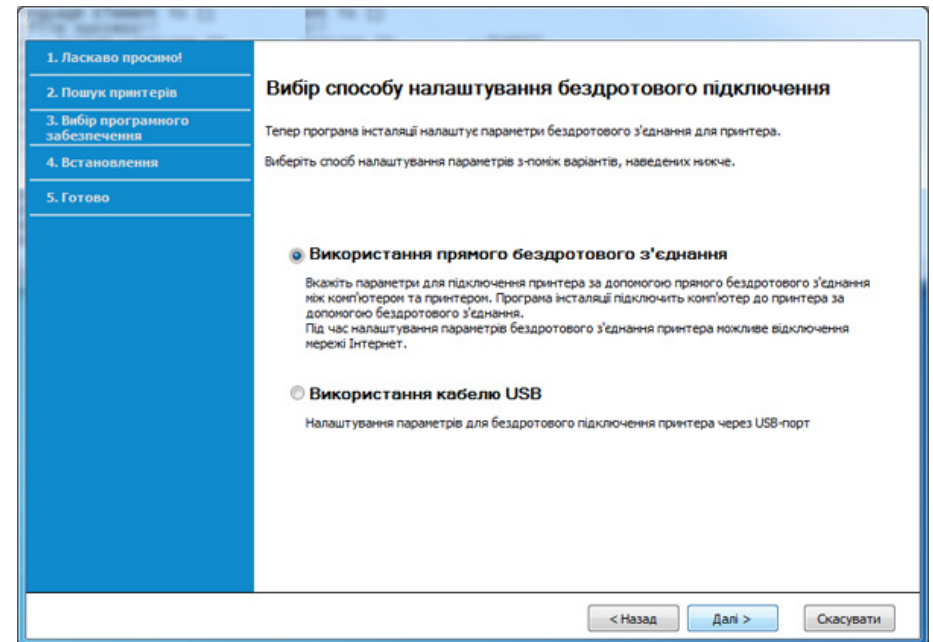 1. Ласкаво просимо!
2. Пошук принтерів
3. Вибір програмного
забезпечення
4. Встановлення
5. Готово
Вибір способу налаштування бездротового підключення
Тепер програма інсталяції налаштує параметри бездротового з'єднання для принтера.
Виберіть спосіб налаштування параметрів з-поміж варіантів, наведених нижче.
Використання прямого бездротового з'єднання
Вкажіть параметри для підключення принтера за допомогою прямого бездротового з'єднання
між комп'ютером та принтером. Програма інсталяції підключить комп'ютер до принтера за
допомогою бездротового з'єднання.
Під час налаштування параметрів бездротового з'єднання принтера можливе відключення
мережі Інтернет.
Використання кабелю USB
Налаштування параметрів для бездротового підключення принтера через USB-порт
< Назад
Далі >
Скасувати